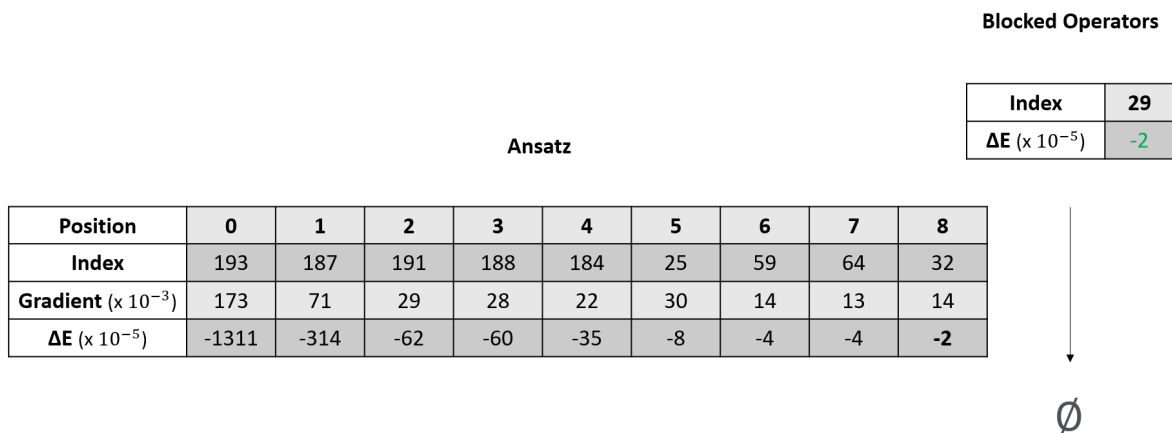 Blocked Operators
Index 29
ΔE (x 10⁻⁵) -2
Ansatz
Position 0 1 2 3 4 5 6 7 8
Index 193 187 191 188 184 25 59 64 32
Gradient (x 10⁻³) 173 71 29 28 22 30 14 13 14
ΔE (x 10⁻⁵) -1311 -314 -62 -60 -35 -8 -4 -4 -2
∅